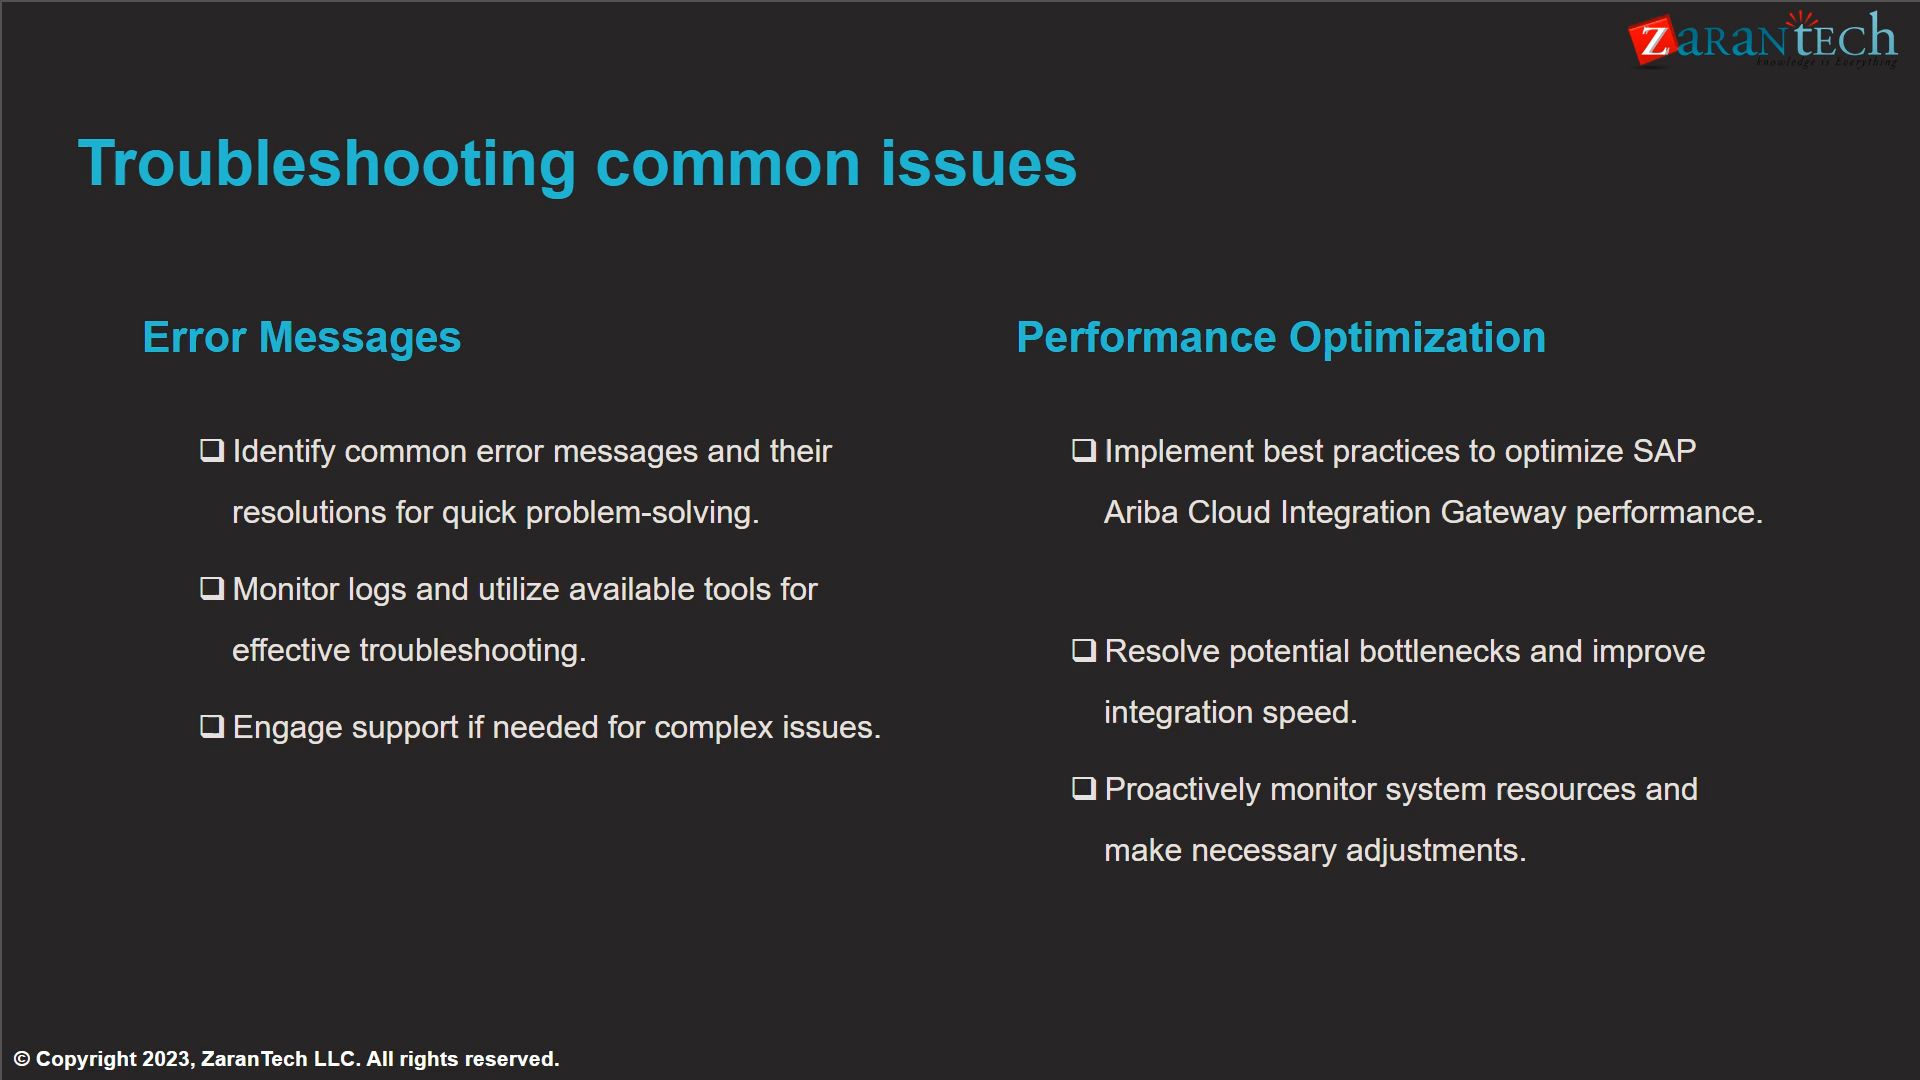 ZaranTech
Knowledge is Everything
Troubleshooting common issues
Error Messages
❑ Identify common error messages and their
resolutions for quick problem-solving.
❑ Monitor logs and utilize available tools for
effective troubleshooting.
❑ Engage support if needed for complex issues.
Performance Optimization
❑ Implement best practices to optimize SAP
Ariba Cloud Integration Gateway performance.
❑ Resolve potential bottlenecks and improve
integration speed.
❑ Proactively monitor system resources and
make necessary adjustments.
© Copyright 2023, ZaranTech LLC. All rights reserved.